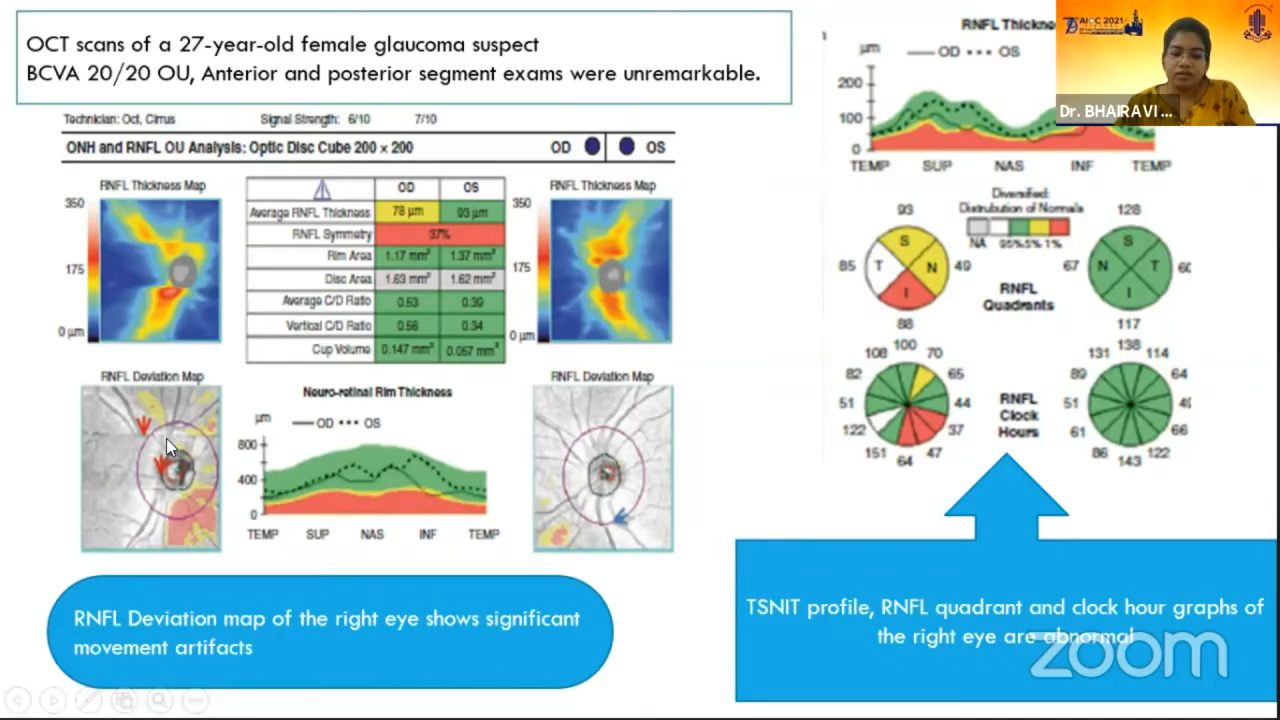 OCT scans of a 27-year-old female glaucoma suspect
BCVA 20/20 OU, Anterior and posterior segment exams were unremarkable.
Technician: Oct, Cirrus Signal Strength: 6/10 7/10
ONH and RNFL OU Analysis: Optic Disc Cube 200 x 200 OD OS
RNFL Thickness Map
350
175
0 µm
OD OS
Average RNFL Thickness 78 µm 93 µm
RNFL Symmetry 37%
Rim Area 1.17 mm² 1.37 mm²
Disc Area 1.63 mm² 1.62 mm²
Average C/D Ratio 0.53 0.39
Vertical C/D Ratio 0.56 0.34
Cup Volume 0.147 mm³ 0.057 mm³
RNFL Thickness Map
350
175
0 µm
RNFL Deviation Map
Neuro-retinal Rim Thickness
µm OD OS
800
400
0
TEMP SUP NAS INF TEMP
RNFL Deviation Map
RNFL Deviation map of the right eye shows significant
movement artifacts
RNFL Thickne
µm OD OS
200
100
0
TEMP SUP NAS INF TEMP
Diversified:
Distrubution of Normals
NA 95% 5% 1%
93
85 S T N I 49
88
RNFL
Quadrants
128
67 S N T I
117
100
108 70
82 65
51 44
122 37
151 47
64
RNFL
Clock
Hours
138
131 114
89 64
51
61 66
86 122
143
TSNIT profile, RNFL quadrant and clock hour graphs of
the right eye are abnormal
zoom
AIOC 2021
Dr. BHAIRAVI ...